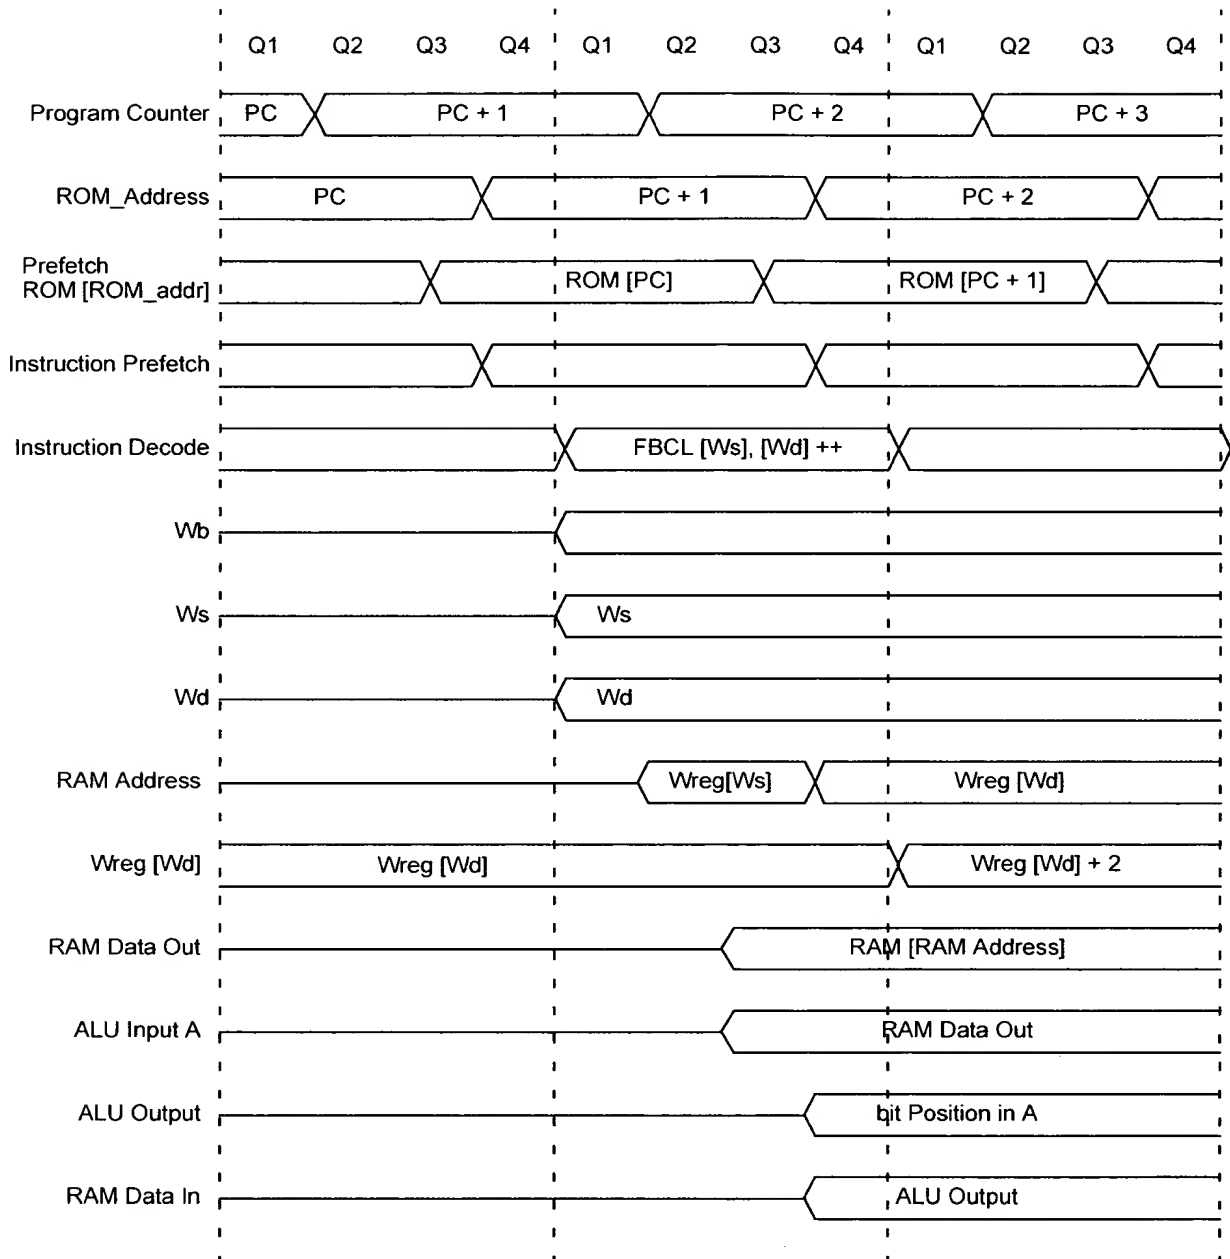 Q1 Q2 Q3 Q4 Q1 Q2 Q3 Q4 Q1 Q2 Q3 Q4
Program Counter PC PC + 1 PC + 2 PC + 3
ROM_Address PC PC + 1 PC + 2
Prefetch
ROM [ROM_addr] ROM [PC] ROM [PC + 1]
Instruction Prefetch
Instruction Decode FBCL [Ws], [Wd] ++
Wb
Ws Ws
Wd Wd
RAM Address Wreg[Ws] Wreg [Wd]
Wreg [Wd] Wreg [Wd] Wreg [Wd] + 2
RAM Data Out RAM [RAM Address]
ALU Input A RAM Data Out
ALU Output bit Position in A
RAM Data In ALU Output